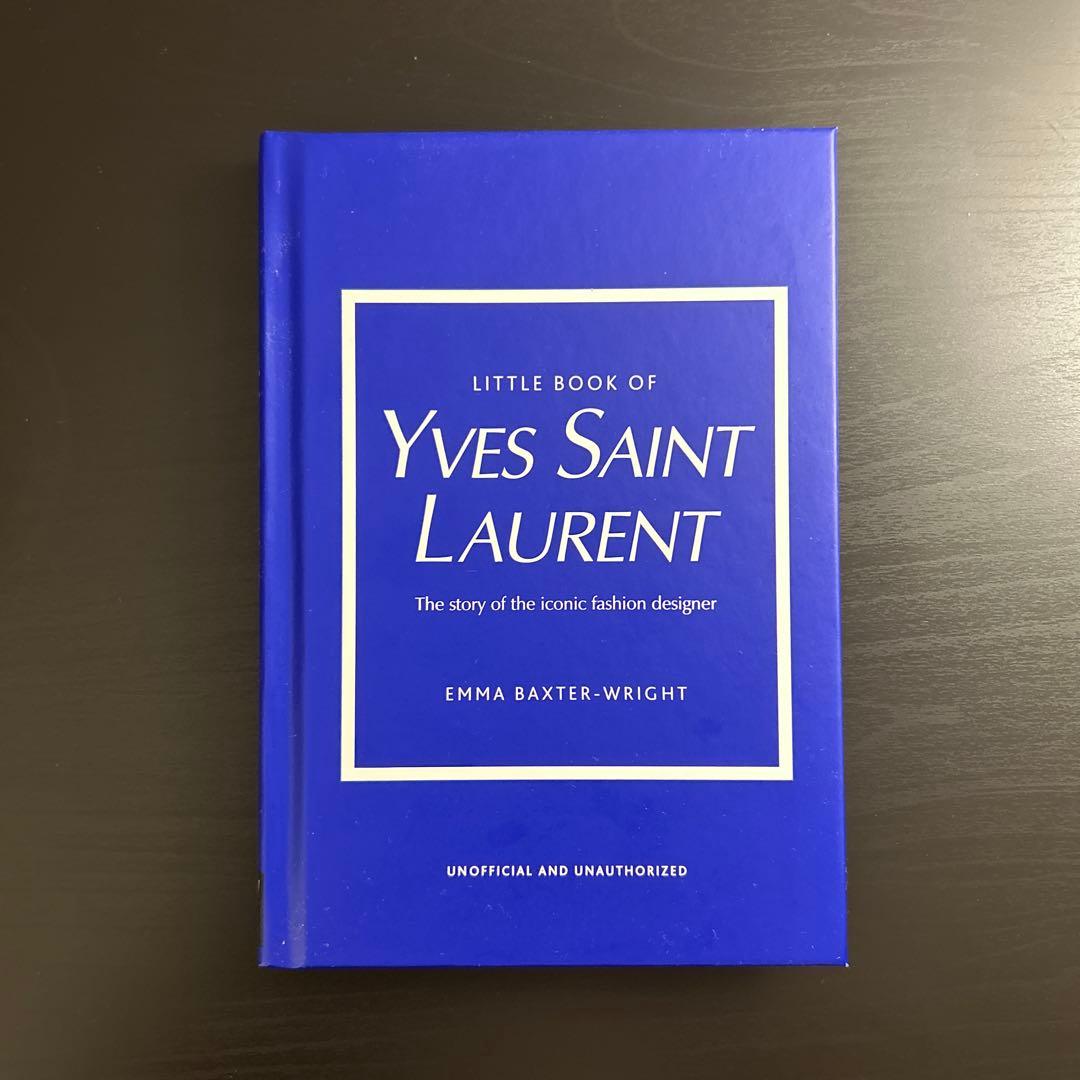 LITTLE BOOK OF
YVES SAINT
LAURENT
The story of the iconic fashion designer
EMMA BAXTER-WRIGHT
UNOFFICIAL AND UNAUTHORIZED